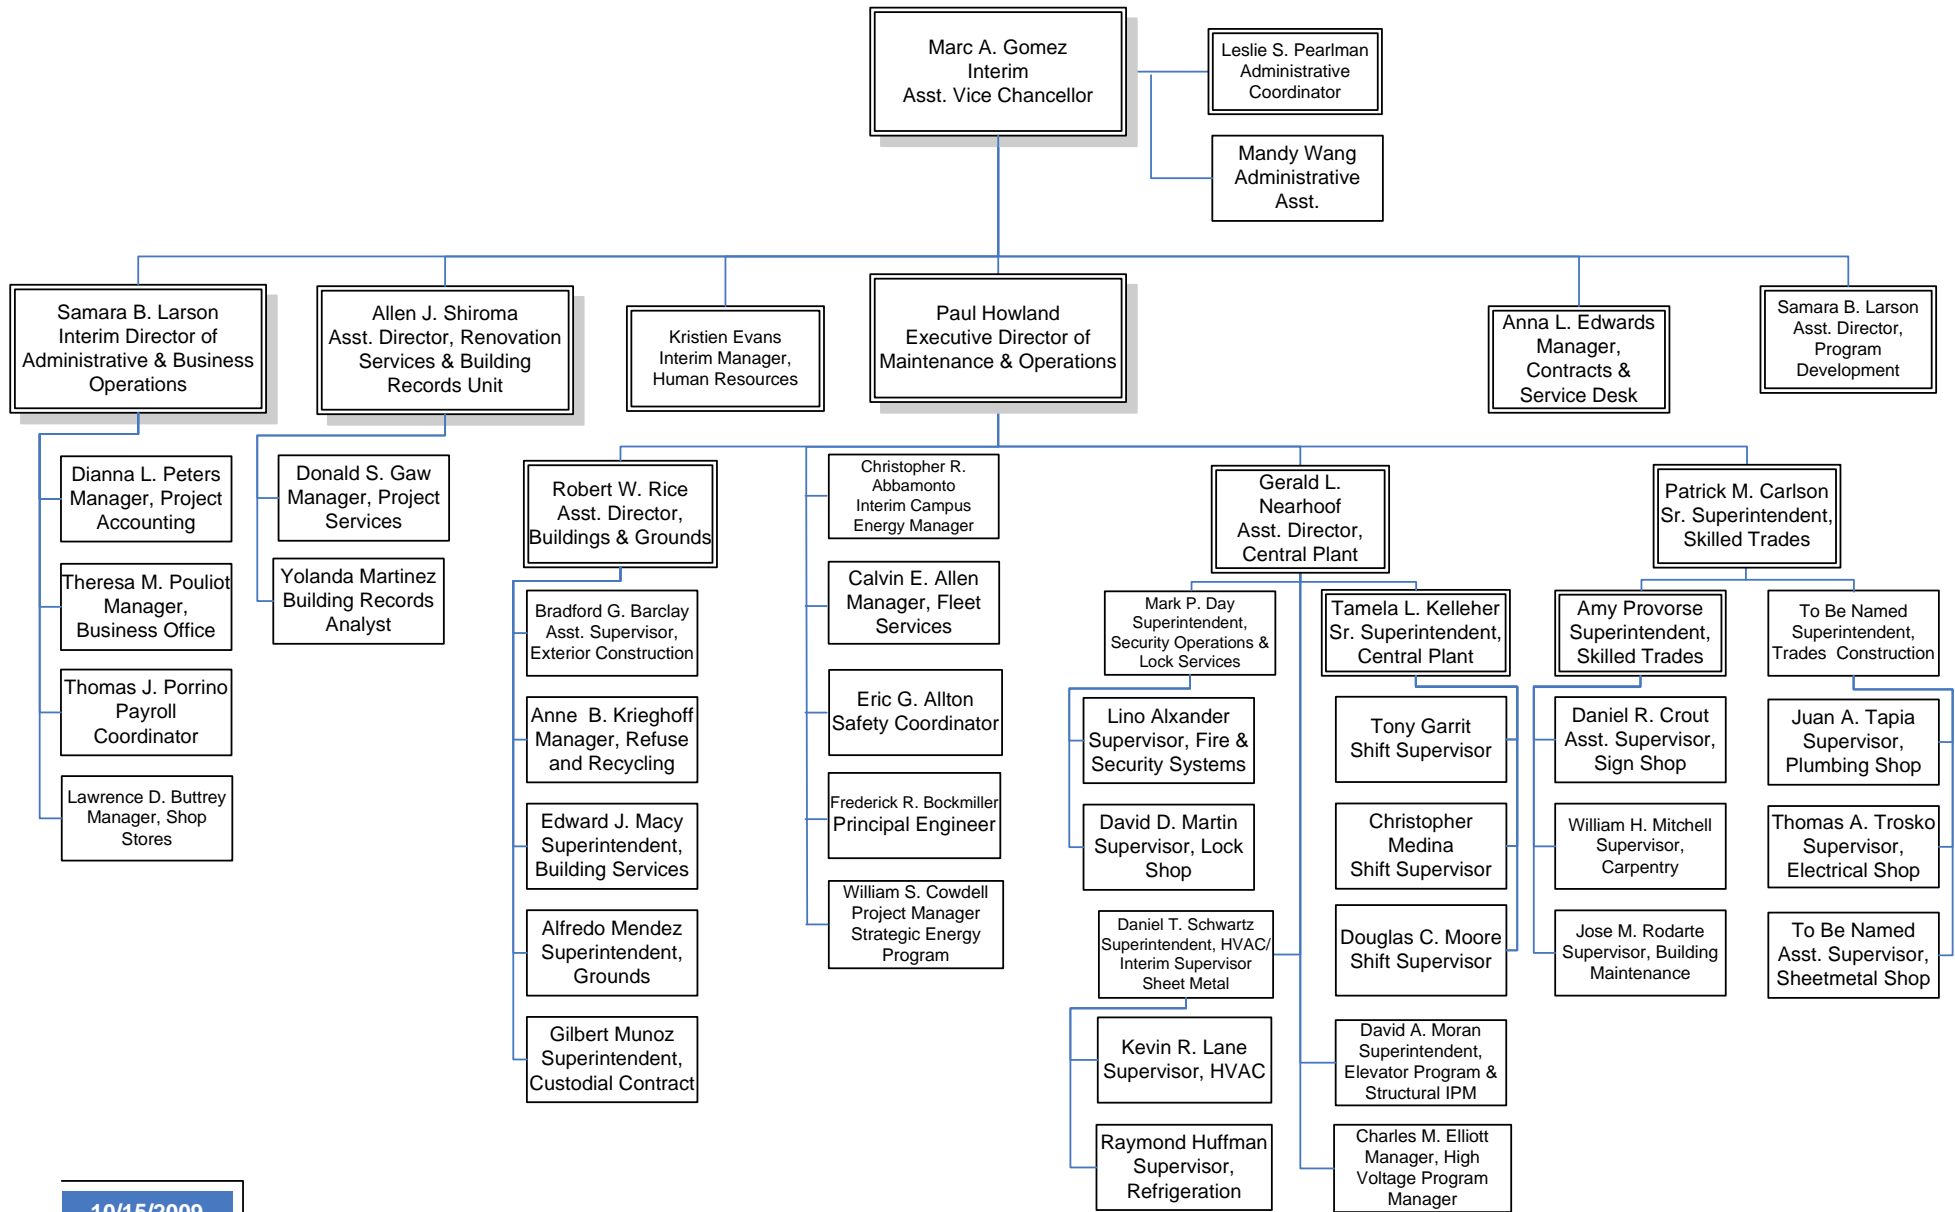 Marc A. Gomez
Interim
Asst. Vice Chancellor
Leslie S. Pearlman
Administrative
Coordinator
Mandy Wang
Administrative
Asst.
Samara B. Larson
Interim Director of
Administrative & Business
Operations
Allen J. Shiroma
Asst. Director, Renovation
Services & Building
Records Unit
Kristien Evans
Interim Manager,
Human Resources
Paul Howland
Executive Director of
Maintenance & Operations
Anna L. Edwards
Manager,
Contracts &
Service Desk
Samara B. Larson
Asst. Director,
Program
Development
Dianna L. Peters
Manager, Project
Accounting
Theresa M. Pouliot
Manager,
Business Office
Thomas J. Porrino
Payroll
Coordinator
Lawrence D. Buttrey
Manager, Shop
Stores
Donald S. Gaw
Manager, Project
Services
Yolanda Martinez
Building Records
Analyst
Robert W. Rice
Asst. Director,
Buildings & Grounds
Bradford G. Barclay
Asst. Supervisor,
Exterior Construction
Anne  B. Krieghoff
Manager, Refuse
and Recycling
Edward J. Macy
Superintendent,
Building Services
Alfredo Mendez
Superintendent,
Grounds
Gilbert Munoz
Superintendent,
Custodial Contract
Christopher R.
Abbamonto
Interim Campus
Energy Manager
Calvin E. Allen
Manager, Fleet
Services
Eric G. Allton
Safety Coordinator
Frederick R. Bockmiller
Principal Engineer
William S. Cowdell
Project Manager
Strategic Energy
Program
Gerald L.
Nearhoof
Asst. Director,
Central Plant
Mark P. Day
Superintendent,
Security Operations &
Lock Services
Lino Alxander
Supervisor, Fire &
Security Systems
David D. Martin
Supervisor, Lock
Shop
Daniel T. Schwartz
Superintendent, HVAC/
Interim Supervisor
Sheet Metal
Kevin R. Lane
Supervisor, HVAC
Raymond Huffman
Supervisor,
Refrigeration
Tamela L. Kelleher
Sr. Superintendent,
Central Plant
Tony Garrit
Shift Supervisor
Christopher
Medina
Shift Supervisor
Douglas C. Moore
Shift Supervisor
David A. Moran
Superintendent,
Elevator Program &
Structural IPM
Charles M. Elliott
Manager, High
Voltage Program
Manager
Patrick M. Carlson
Sr. Superintendent,
Skilled Trades
Amy Provorse
Superintendent,
Skilled Trades
Daniel R. Crout
Asst. Supervisor,
Sign Shop
William H. Mitchell
Supervisor,
Carpentry
Jose M. Rodarte
Supervisor, Building
Maintenance
To Be Named
Superintendent,
Trades  Construction
Juan A. Tapia
Supervisor,
Plumbing Shop
Thomas A. Trosko
Supervisor,
Electrical Shop
To Be Named
Asst. Supervisor,
Sheetmetal Shop
10/15/2009